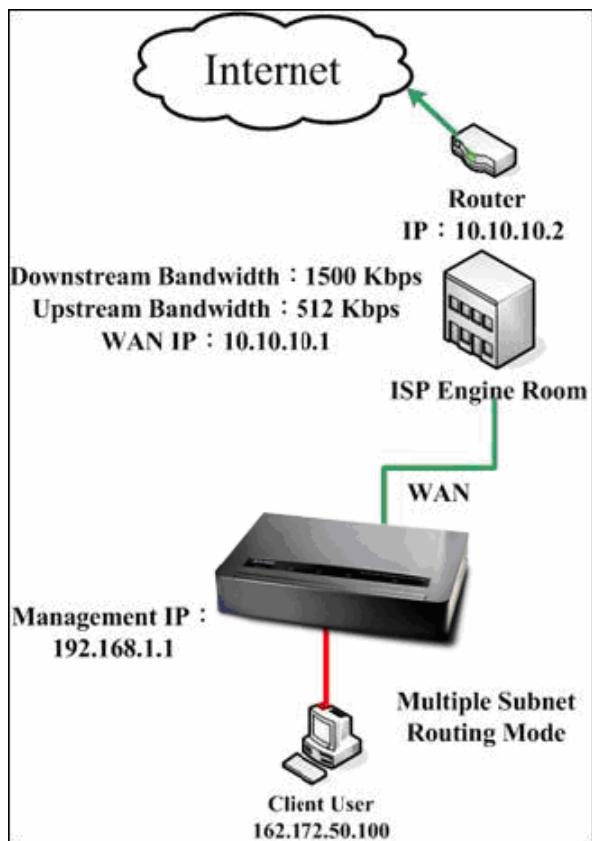 Internet
Router
IP：10.10.10.2
Downstream Bandwidth：1500 Kbps
Upstream Bandwidth：512 Kbps
WAN IP：10.10.10.1
ISP Engine Room
WAN
Management IP：
192.168.1.1
Multiple Subnet
Routing Mode
Client User
162.172.50.100